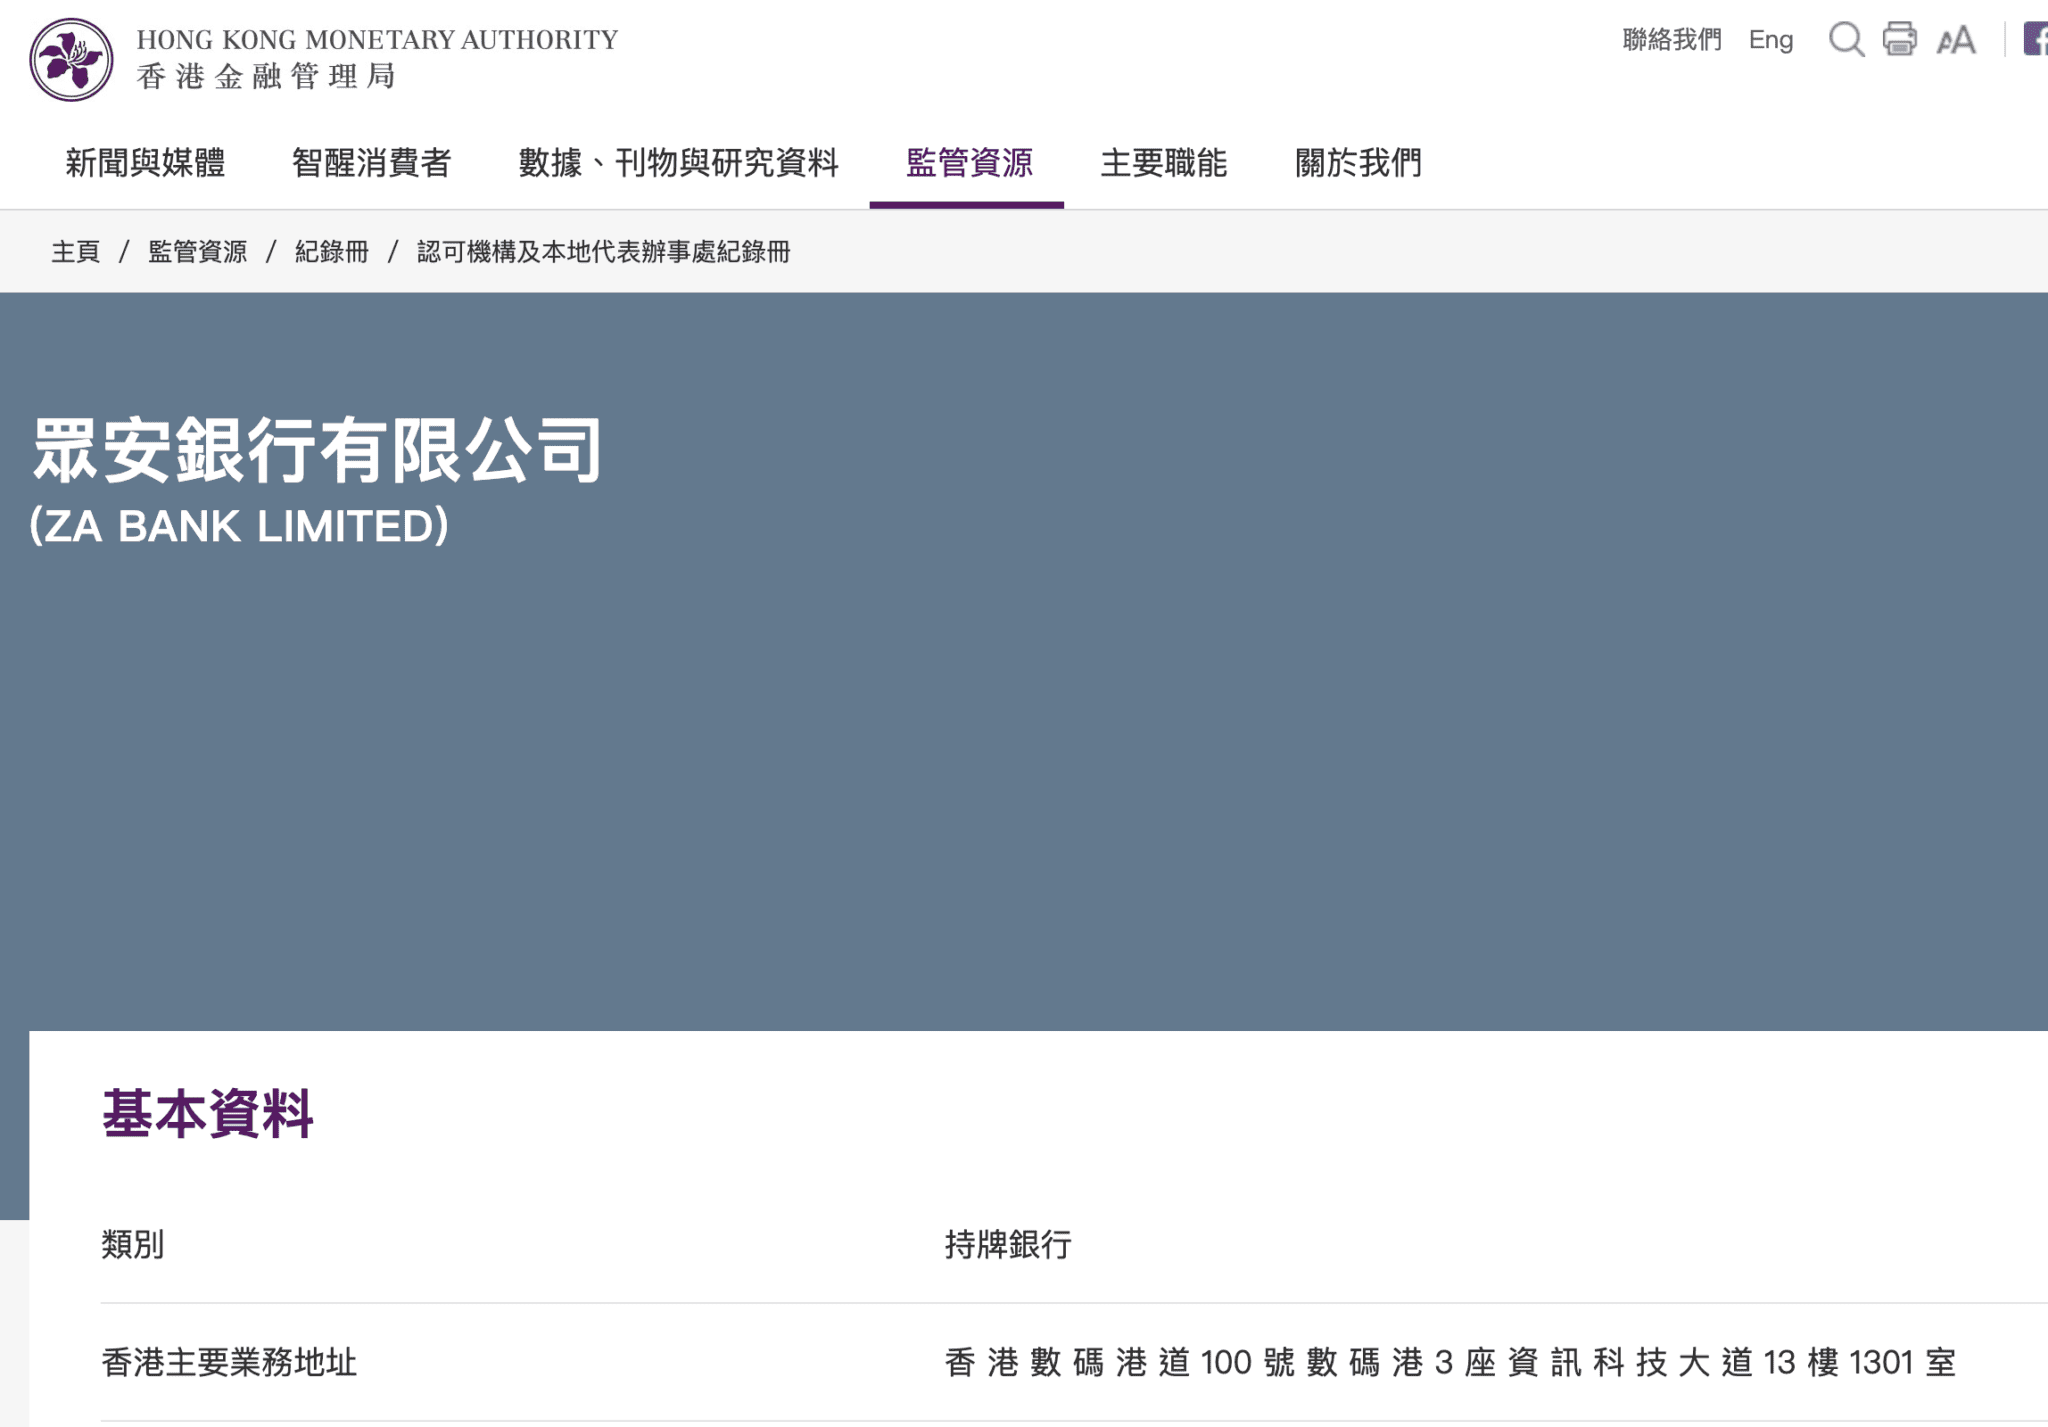 HONG KONG MONETARY AUTHORITY
香港金融管理局
聯絡我們 Eng
新聞與媒體 智醒消費者 數據、刊物與研究資料 監管資源 主要職能 關於我們
主頁 / 監管資源 / 紀錄冊 / 認可機構及本地代表辦事處紀錄冊
眾安銀行有限公司
(ZA BANK LIMITED)
基本資料
類別 持牌銀行
香港主要業務地址 香 港 數 碼 港 道 100 號 數 碼 港 3 座 資 訊 科 技 大 道 13 樓 1301 室